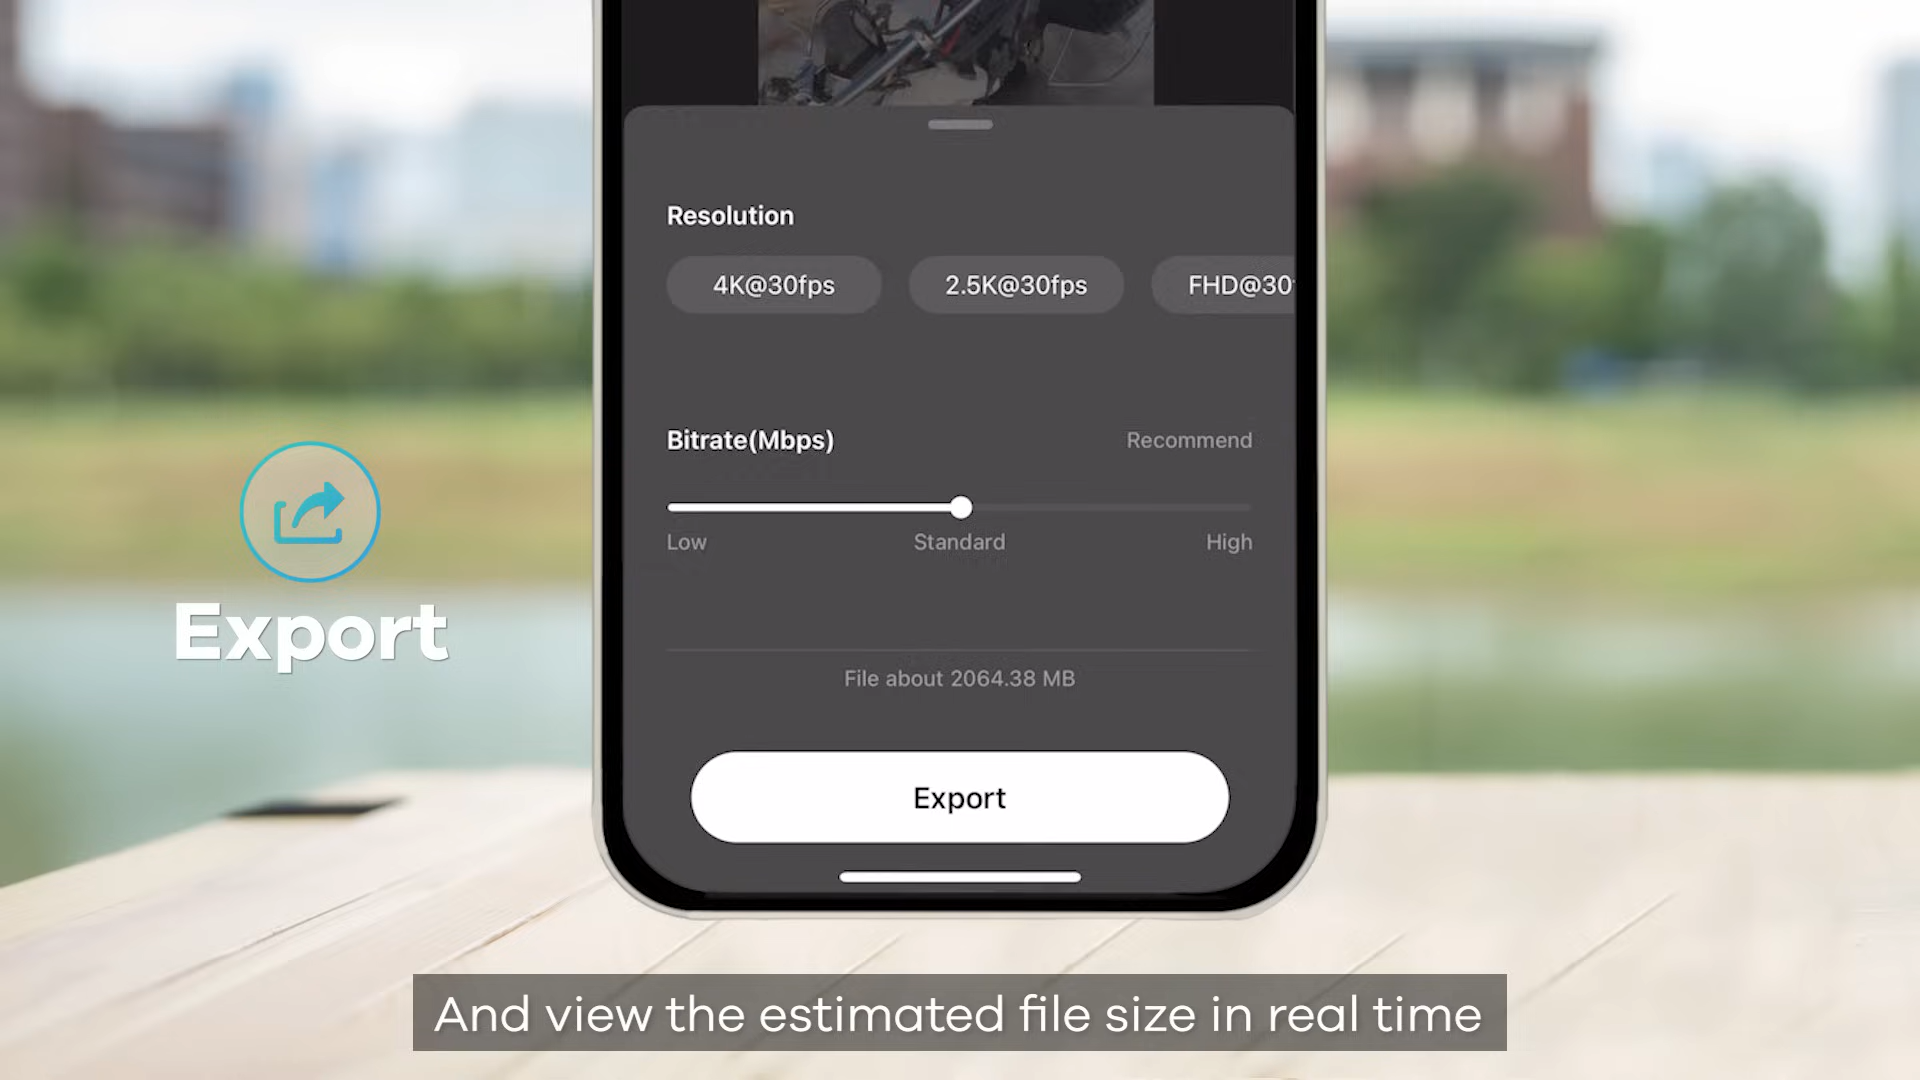 Resolution
4K@30fps 2.5K@30fps FHD@30
Bitrate(Mbps) Recommend
Low Standard High
Export
File about 2064.38 MB
Export
And view the estimated file size in real time